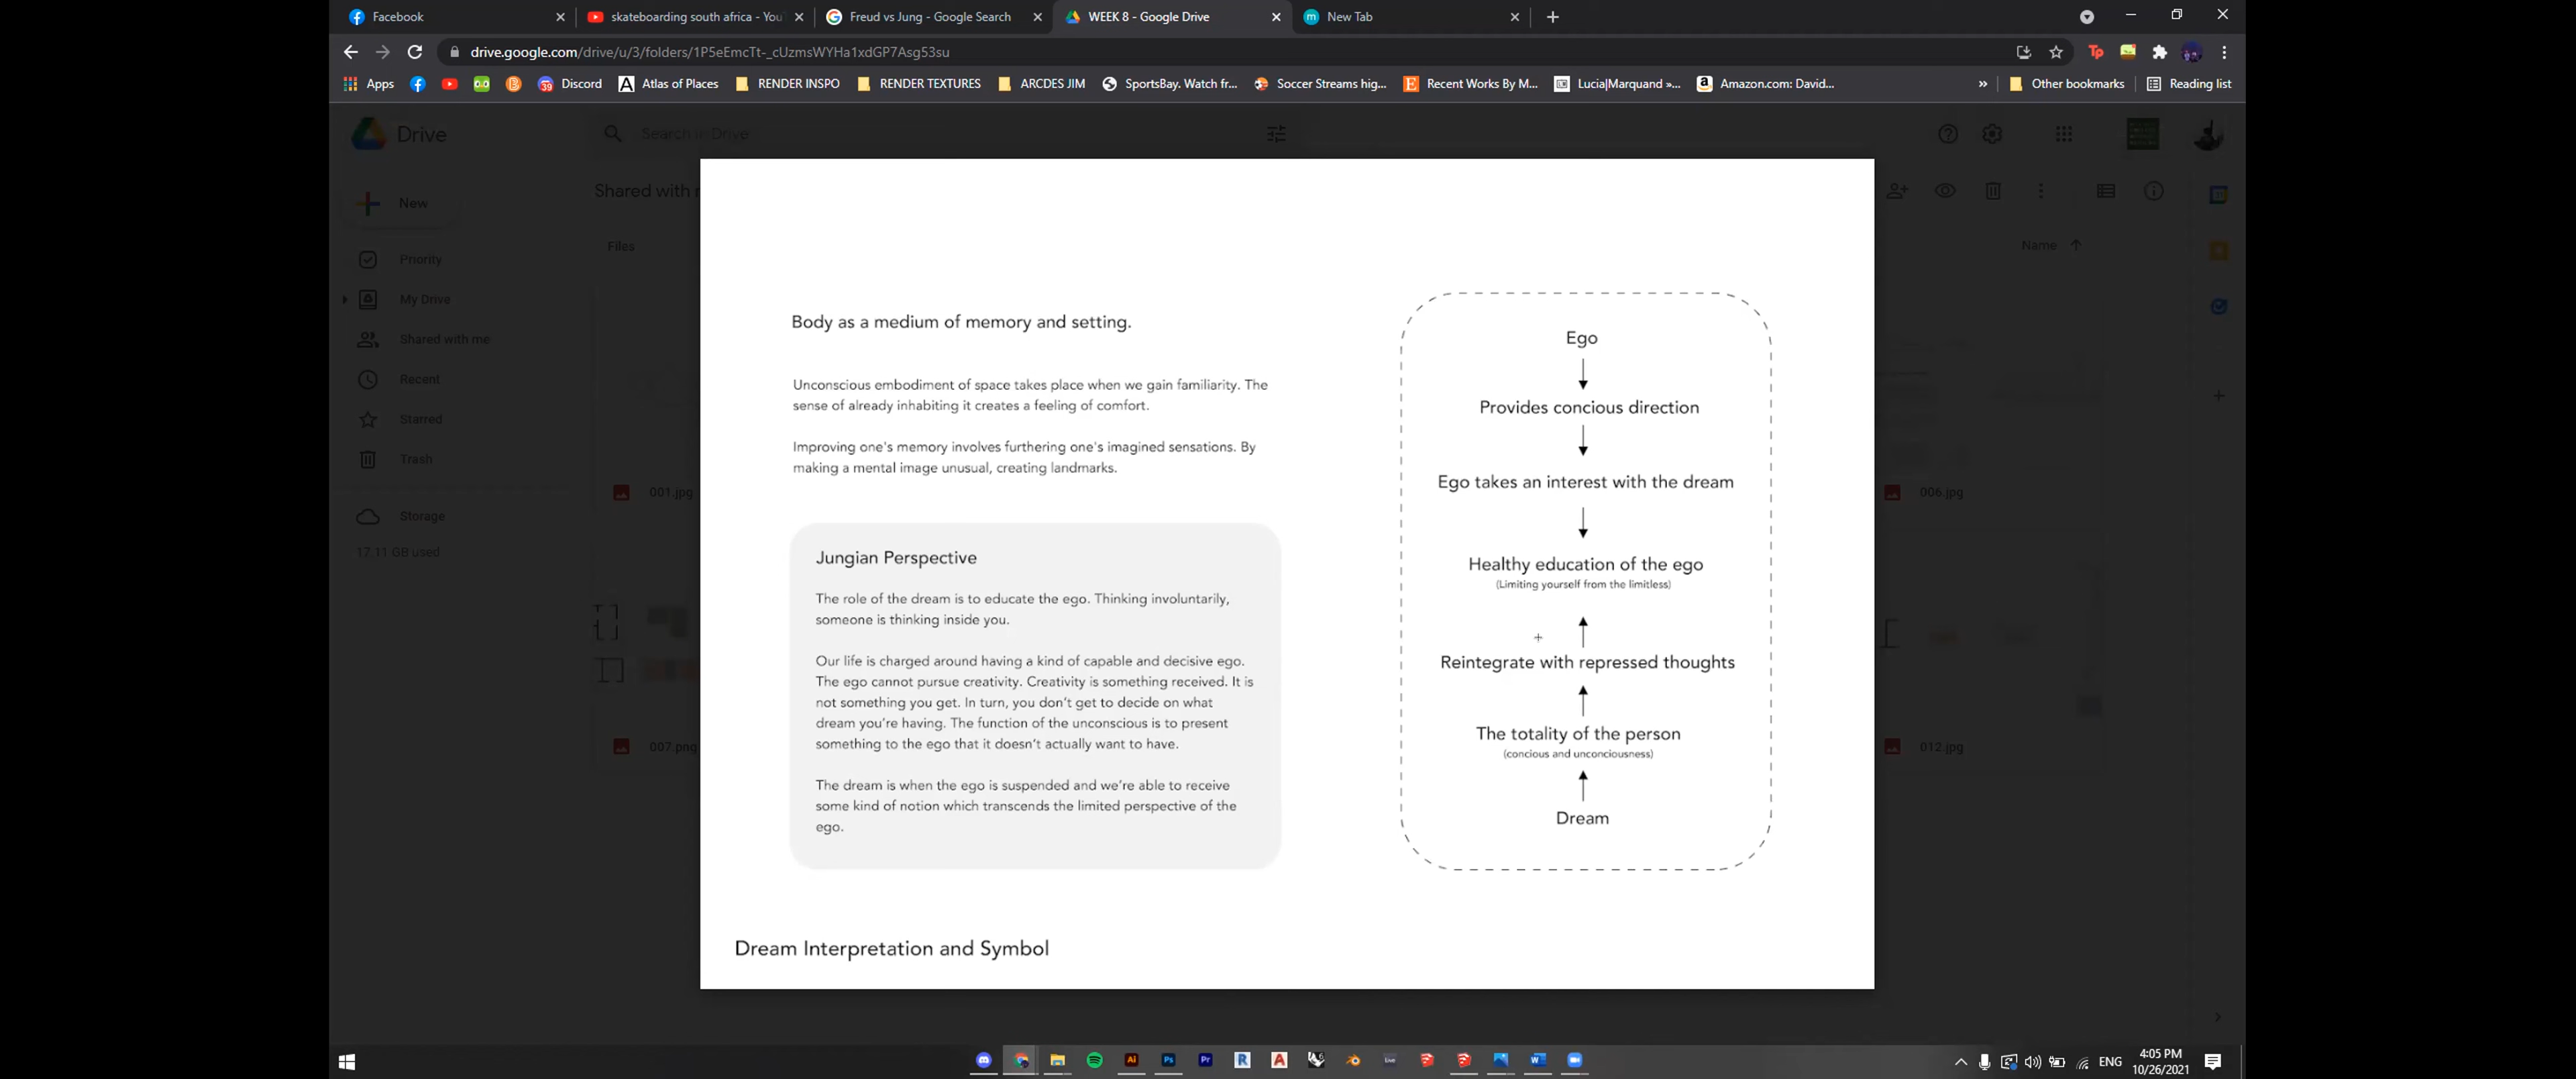 Facebook
skateboarding south africa - You
Freud vs Jung - Google Search
WEEK 8 - Google Drive
New Tab
drive.google.com/drive/u/3/folders/1P5eEmcTt-_cUzmsWYHa1xdGP7Asg53su
Apps
39
Discord
Atlas of Places
RENDER INSPO
RENDER TEXTURES
ARCDES JIM
SportsBay. Watch fr...
Soccer Streams hig...
Recent Works By M...
Lucia|Marquand »...
Amazon.com: David...
»
Other bookmarks
Reading list
Drive
Search in Drive
New
Shared with
Priority
My Drive
Shared with me
Recent
Starred
Trash
Storage
17.11 GB used
Files
Name
001.jpg
006.jpg
007.png
012.jpg
Body as a medium of memory and setting.
Unconscious embodiment of space takes place when we gain familiarity. The
sense of already inhabiting it creates a feeling of comfort.
Improving one's memory involves furthering one's imagined sensations. By
making a mental image unusual, creating landmarks.
Jungian Perspective
The role of the dream is to educate the ego. Thinking involuntarily,
someone is thinking inside you.
Our life is charged around having a kind of capable and decisive ego.
The ego cannot pursue creativity. Creativity is something received. It is
not something you get. In turn, you don't get to decide on what
dream you're having. The function of the unconscious is to present
something to the ego that it doesn't actually want to have.
The dream is when the ego is suspended and we're able to receive
some kind of notion which transcends the limited perspective of the
ego.
Ego
Provides concious direction
Ego takes an interest with the dream
Healthy education of the ego
(Limiting yourself from the limitless)
Reintegrate with repressed thoughts
The totality of the person
(concious and unconciousness)
Dream
Dream Interpretation and Symbol
Ai
Ps
Pr
R
A
Live
W
ENG
4:05 PM
10/26/2021